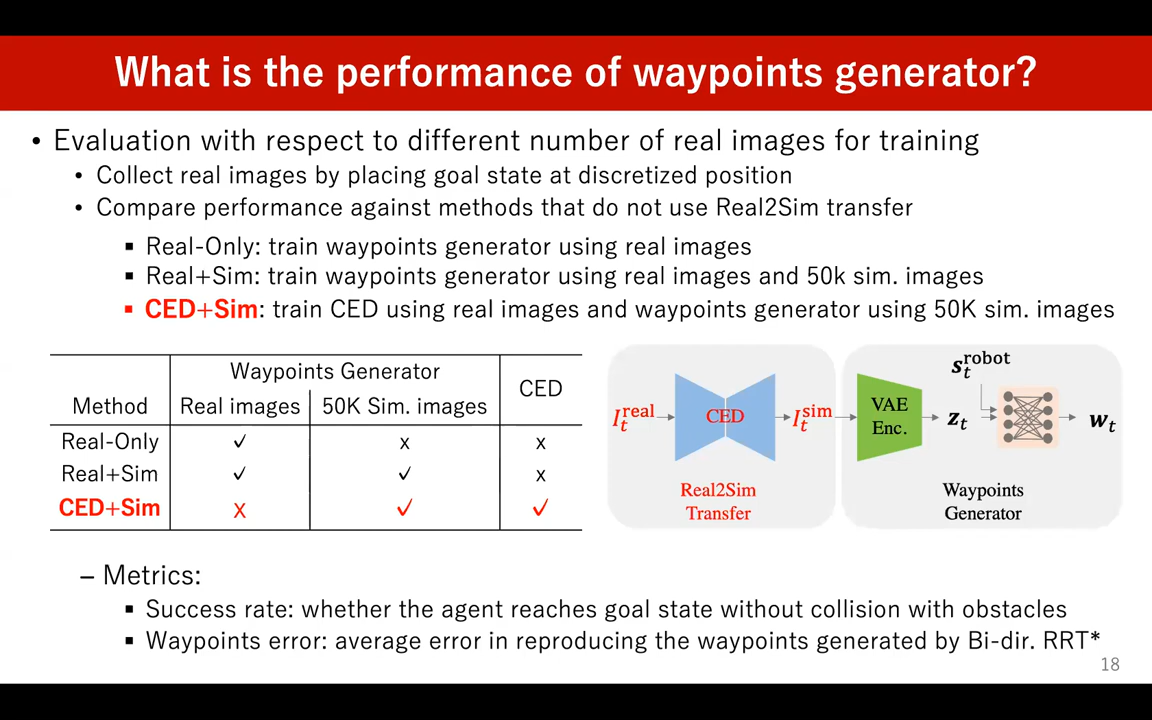 What is the performance of waypoints generator?
• Evaluation with respect to different number of real images for training
• Collect real images by placing goal state at discretized position
• Compare performance against methods that do not use Real2Sim transfer
▪ Real-Only: train waypoints generator using real images
▪ Real+Sim: train waypoints generator using real images and 50k sim. images
▪ CED+Sim: train CED using real images and waypoints generator using 50K sim. images
Waypoints Generator CED
Method Real images 50K Sim. images
Real-Only ✓ x x
Real+Sim ✓ ✓ x
CED+Sim x ✓ ✓
I_t^real CED I_t^sim
Real2Sim
Transfer
s_t^robot
VAE
Enc.
z_t
w_t
Waypoints
Generator
– Metrics:
▪ Success rate: whether the agent reaches goal state without collision with obstacles
▪ Waypoints error: average error in reproducing the waypoints generated by Bi-dir. RRT*
18